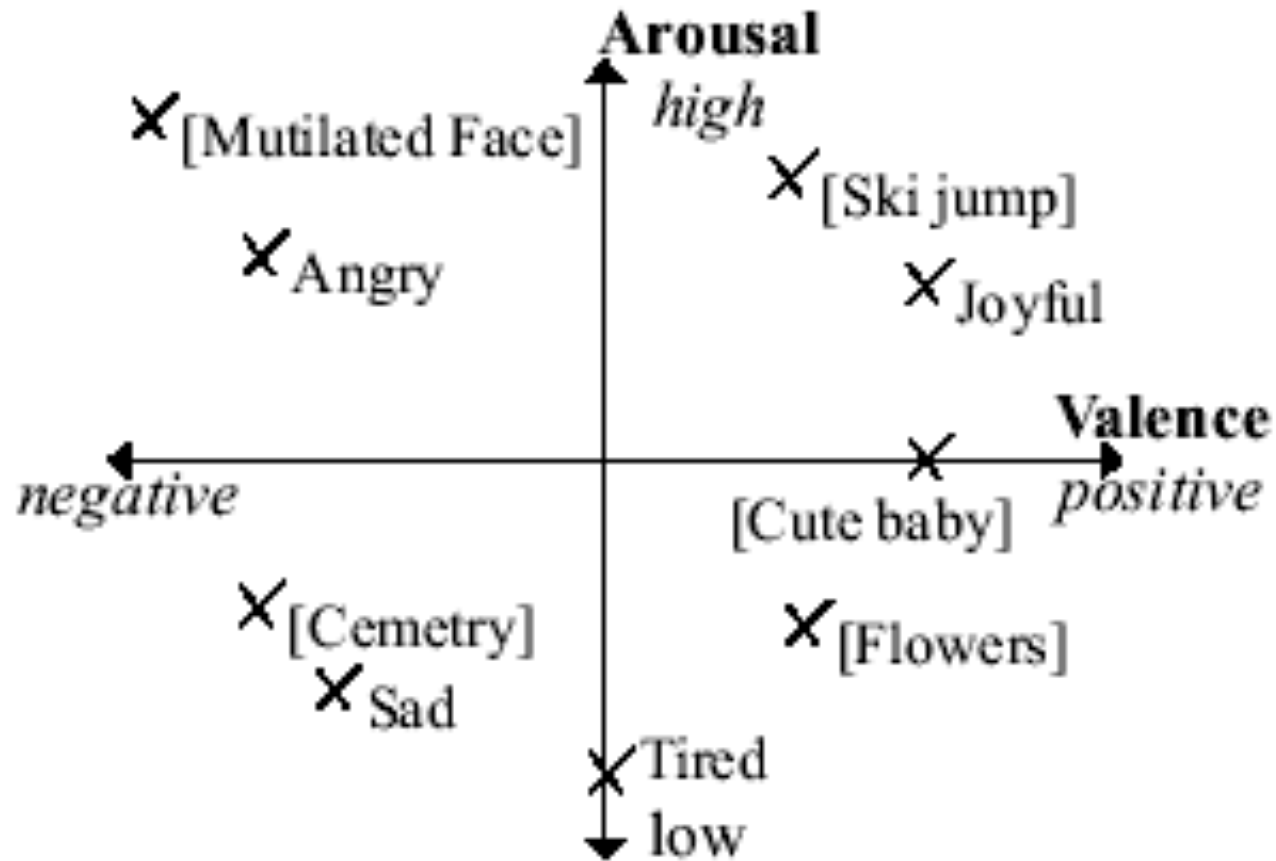 Arousal
high
[Mutilated Face]
[Ski jump]
Angry
Joyful
Valence
negative
positive
[Cute baby]
[Cemetry]
[Flowers]
Sad
Tired
low